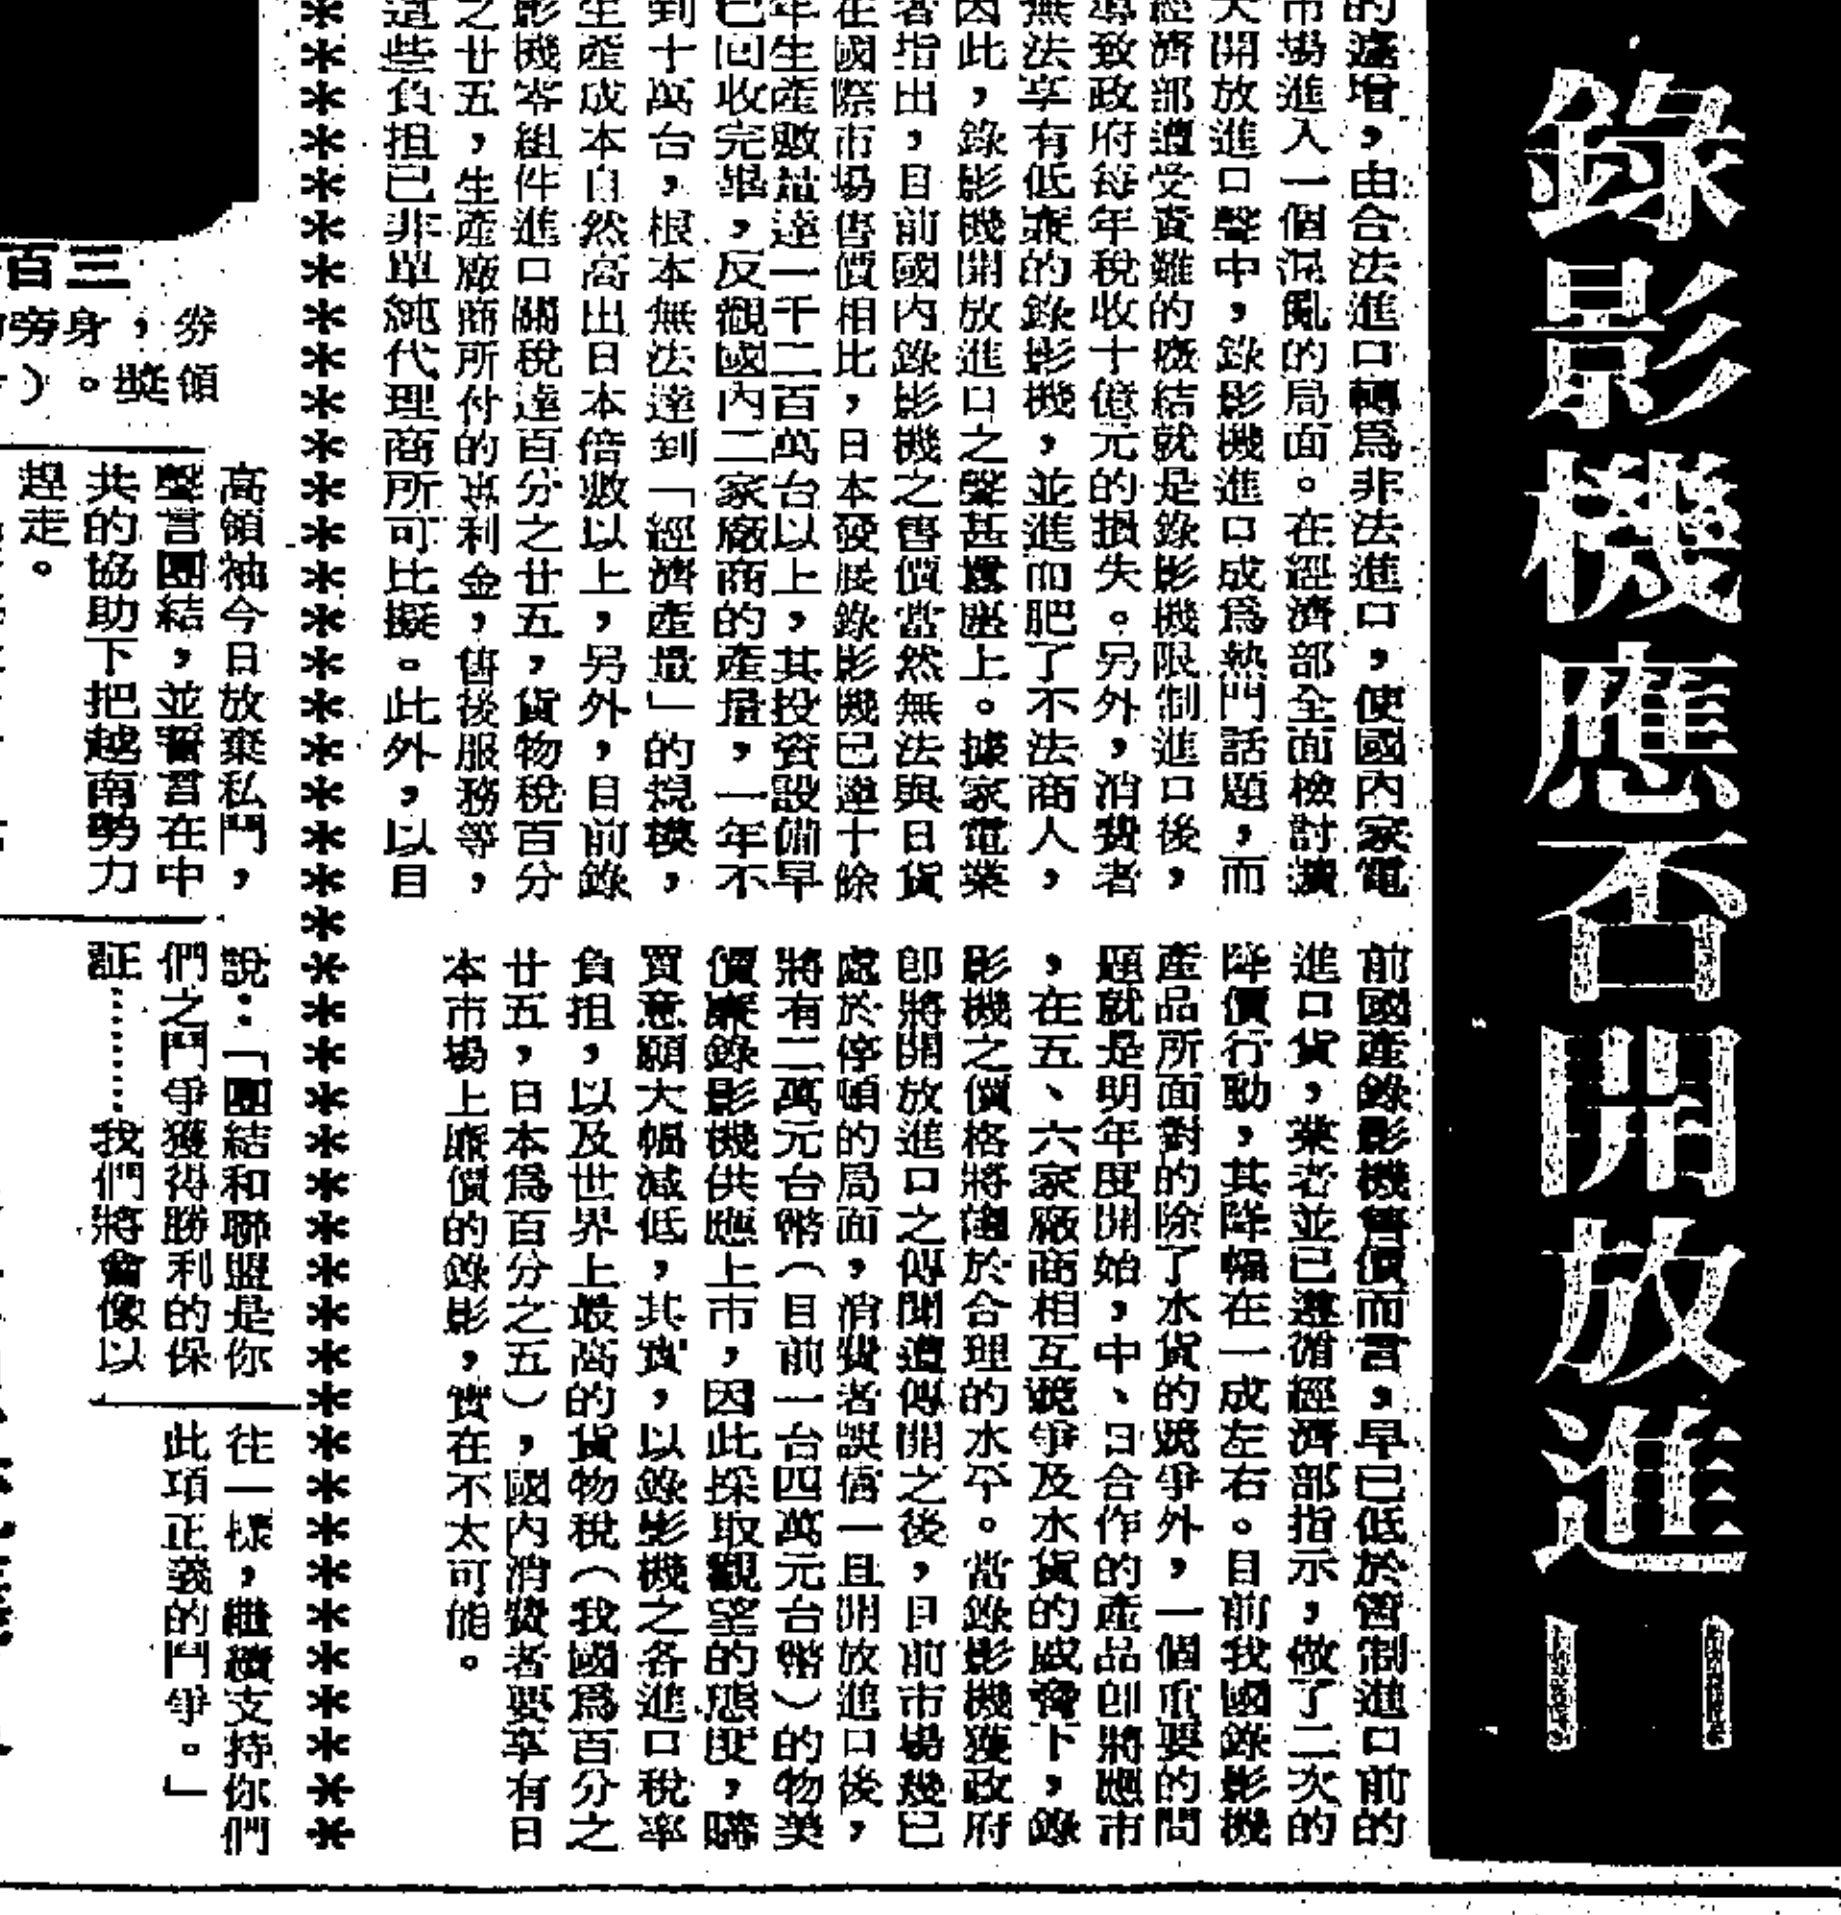 錄影機應否開放進口
的遽增，由合法進口轉爲非法進口，使國內家電
市場進入一個混亂的局面。在經濟部全面檢討擴
大開放進口聲中，錄影機進口成爲熱門話題，而
經濟部遭受責難的癥結就是錄影機限制進口後，
導致政府每年稅收十億元的損失。另外，消費者
無法享有低廉的錄影機，並進而肥了不法商人，
因此，錄影機開放進口之聲甚囂塵上。據家電業
者指出，目前國內錄影機之售價當然無法與日貨
在國際市場售價相比，日本發展錄影機已達十餘
年生產數量達一千二百萬台以上，其投資設備早
已回收完畢，反觀國內二家廠商的產量，一年不
到十萬台，根本無法達到「經濟產量」的規模，
生產成本自然高出日本倍數以上，另外，目前錄
影機零組件進口關稅達百分之廿五，貨物稅百分
之廿五，生產廠商所付的專利金，售後服務等，
這些負担已非單純代理商所可比擬。此外，以目
前國產錄影機售價而言，早已低於管制進口前的
進口貨，業者並已遵循經濟部指示，做了二次的
降價行動，其降幅在一成左右。目前我國錄影機
產品所面對的除了水貨的競爭外，一個重要的問
題就是明年度開始，中、日合作的產品即將應市
，在五、六家廠商相互競爭及水貨的威脅下，錄
影機之價格將趨於合理的水平。當錄影機獲政府
即將開放進口之傳聞遭傳開之後，目前市場幾已
處於停頓的局面，消費者誤信一旦開放進口後，
將有二萬元台幣（目前一台四萬元台幣）的物美
價廉錄影機供應上市，因此採取觀望的態度，購
買意願大幅減低，其實，以錄影機之各進口稅率
負担，以及世界上最高的貨物稅（我國爲百分之
廿五，日本爲百分之五），國內消費者要享有日
本市場上廉價的錄影，實在不太可能。
三百
券，身旁
領獎。）
高領袖今日放棄私鬥，
聲言團結，並誓言在中
共的協助下把越南勢力
趕走。
說：「團結和聯盟是你
們之鬥爭獲得勝利的保
証⋯⋯我們將會像以
往一樣，繼續支持你們
此項正義的鬥爭。」